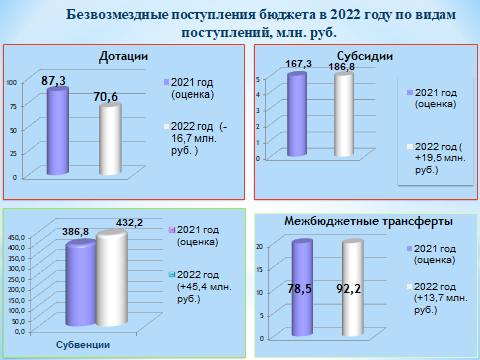 Безвозмездные поступления бюджета в 2022 году по видам
поступлений, млн. руб.
Дотации
87,3
70,6
100
75
50
25
0
2021 год
(оценка)
2022 год (-
16,7 млн.
руб. )
Субсидии
167,3
186,8
5
4
3
2
1
0
2021 год
(оценка)
2022 год (
+19,5 млн.
руб.)
386,8
432,2
450,0
400,0
350,0
300,0
250,0
200,0
150,0
100,0
50,0
0,0
Субвенции
2021 год
(оценка)
2022 год
(+45,4 млн.
руб.)
Межбюджетные трансферты
20
15
10
5
0
78,5
92,2
2021 год
(оценка)
2022 год
(+13,7 млн.
руб.)